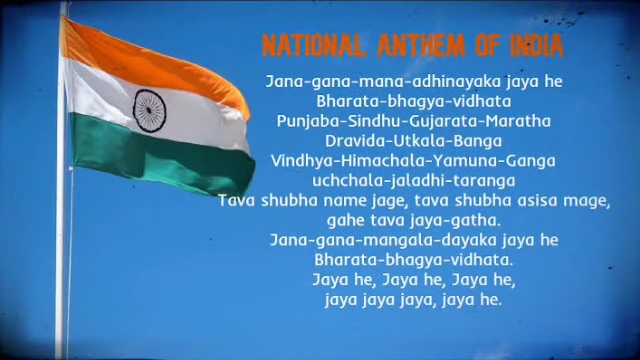 NATIONAL ANTHEM OF INDIA
Jana-gana-mana-adhinayaka jaya he
Bharata-bhagya-vidhata
Punjaba-Sindhu-Gujarata-Maratha
Dravida-Utkala-Banga
Vindhya-Himachala-Yamuna-Ganga
uchchala-jaladhi-taranga
Tava shubha name jage, tava shubha asisa mage,
gahe tava jaya-gatha.
Jana-gana-mangala-dayaka jaya he
Bharata-bhagya-vidhata.
Jaya he, Jaya he, Jaya he,
jaya jaya jaya, jaya he.